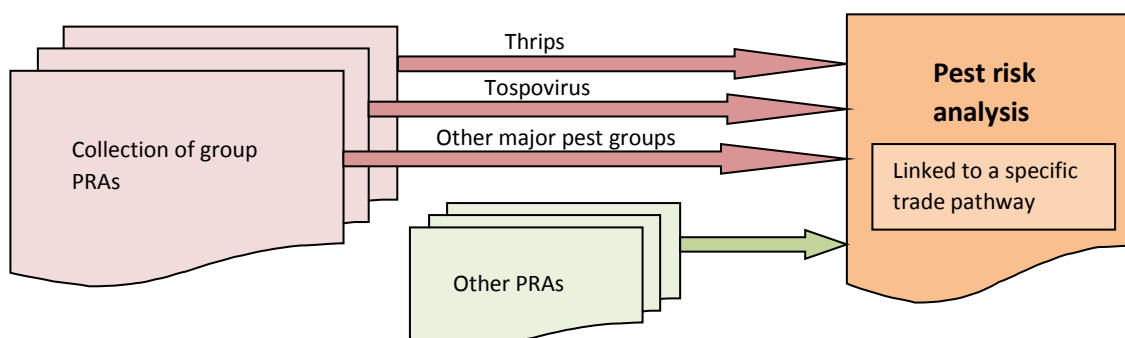 Thrips
Tospovirus
Other major pest groups
Collection of group
PRAs
Other PRAs
Pest risk
analysis
Linked to a specific
trade pathway